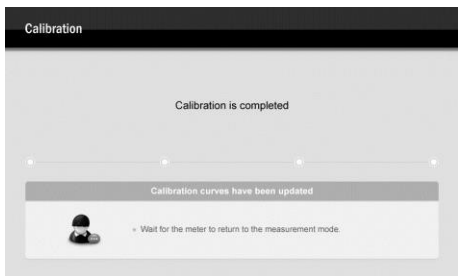 Calibration
Calibration is completed
Calibration curves have been updated
Wait for the meter to return to the measurement mode.